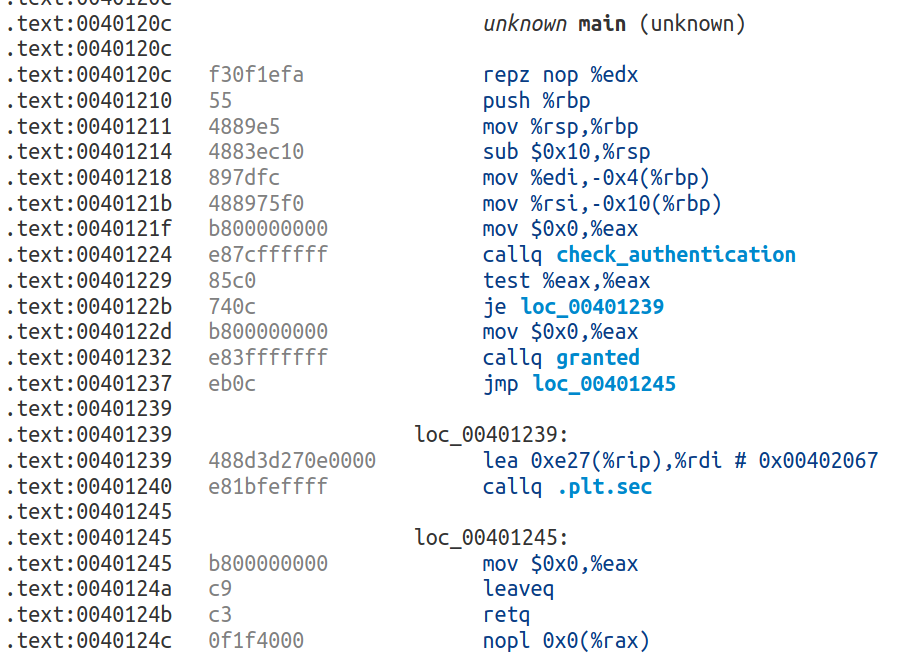 .text:0040120c
.text:0040120c unknown main (unknown)
.text:0040120c
.text:0040120c f30f1efa repz nop %edx
.text:00401210 55 push %rbp
.text:00401211 4889e5 mov %rsp,%rbp
.text:00401214 4883ec10 sub $0x10,%rsp
.text:00401218 897dfc mov %edi,-0x4(%rbp)
.text:0040121b 488975f0 mov %rsi,-0x10(%rbp)
.text:0040121f b800000000 mov $0x0,%eax
.text:00401224 e87cffffff callq check_authentication
.text:00401229 85c0 test %eax,%eax
.text:0040122b 740c je loc_00401239
.text:0040122d b800000000 mov $0x0,%eax
.text:00401232 e83fffffff callq granted
.text:00401237 eb0c jmp loc_00401245
.text:00401239
.text:00401239 loc_00401239:
.text:00401239 488d3d270e0000 lea 0xe27(%rip),%rdi # 0x00402067
.text:00401240 e81bfeffff callq .plt.sec
.text:00401245
.text:00401245 loc_00401245:
.text:00401245 b800000000 mov $0x0,%eax
.text:0040124a c9 leaveq
.text:0040124b c3 retq
.text:0040124c 0f1f4000 nopl 0x0(%rax)